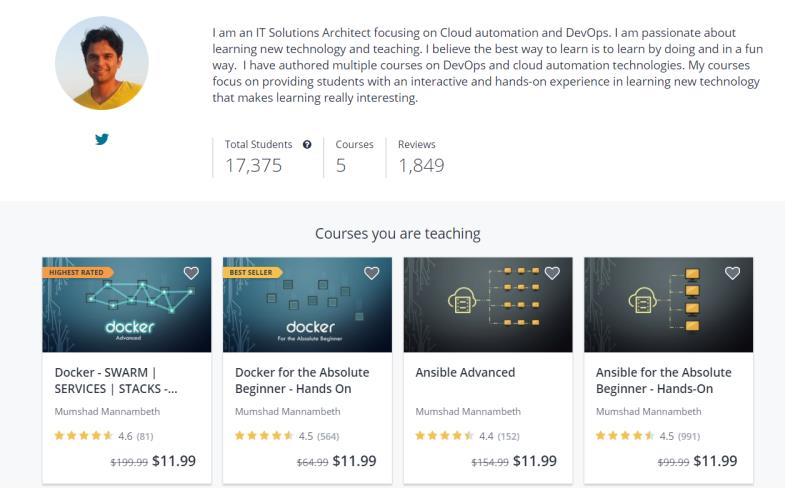 I am an IT Solutions Architect focusing on Cloud automation and DevOps. I am passionate about
learning new technology and teaching. I believe the best way to learn is to learn by doing and in a fun
way.  I have authored multiple courses on DevOps and cloud automation technologies. My courses
focus on providing students with an interactive and hands-on experience in learning new technology
that makes learning really interesting.
Total Students ?
17,375
Courses
5
Reviews
1,849
Courses you are teaching
HIGHEST RATED
docker
Advanced
Docker - SWARM |
SERVICES | STACKS -...
Mumshad Mannambeth
4.6 (81)
$199.99 $11.99
BEST SELLER
docker
For the Absolute Beginner
Docker for the Absolute
Beginner - Hands On
Mumshad Mannambeth
4.5 (564)
$64.99 $11.99
Ansible Advanced
Mumshad Mannambeth
4.4 (152)
$154.99 $11.99
Ansible for the Absolute
Beginner - Hands-On
Mumshad Mannambeth
4.5 (991)
$99.99 $11.99